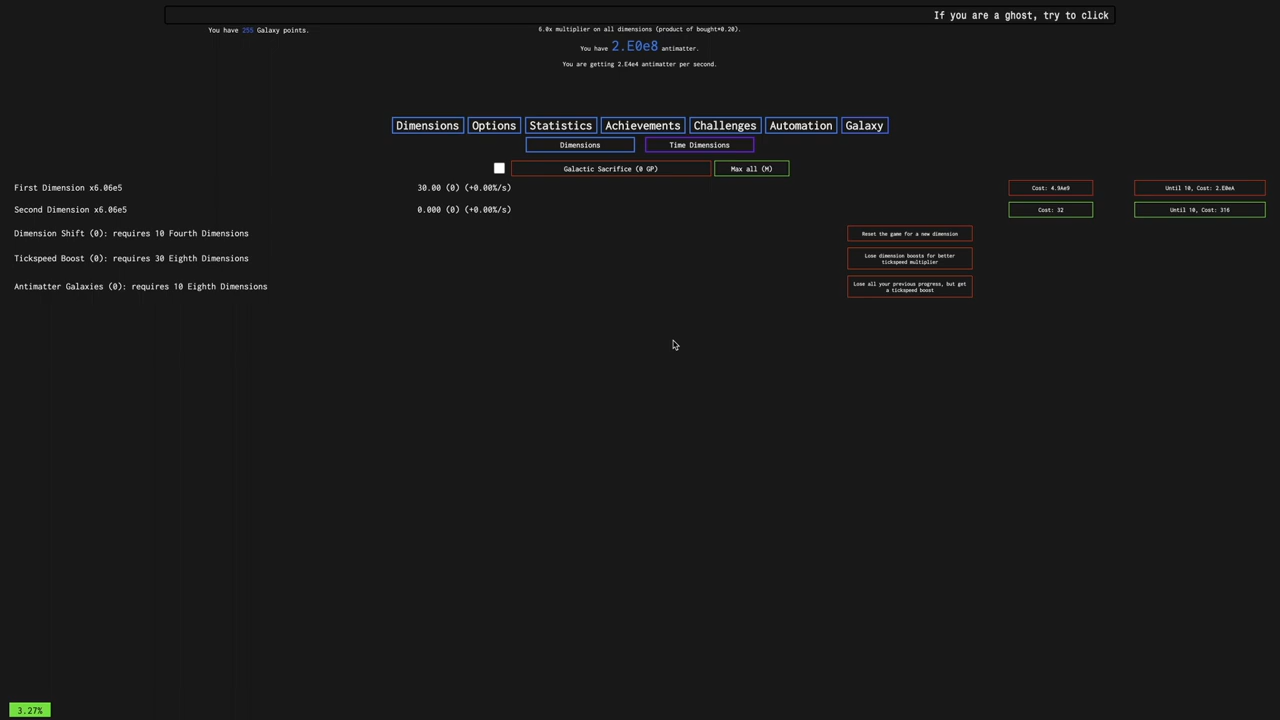 If you are a ghost, try to click
You have 255 Galaxy points.
6.0x multiplier on all dimensions (product of bought*0.20).
You have 2.E0e8 antimatter.
You are getting 2.E4e4 antimatter per second.
Dimensions Options Statistics Achievements Challenges Automation Galaxy
Dimensions Time Dimensions
Galactic Sacrifice (0 GP) Max all (M)
First Dimension x6.06e5 30.00 (0) (+0.00%/s) Cost: 4.9Ae9 Until 10, Cost: 2.E0eA
Second Dimension x6.06e5 0.000 (0) (+0.00%/s) Cost: 32 Until 10, Cost: 316
Dimension Shift (0): requires 10 Fourth Dimensions Reset the game for a new dimension
Tickspeed Boost (0): requires 30 Eighth Dimensions
Lose dimension boosts for better
tickspeed multiplier
Antimatter Galaxies (0): requires 10 Eighth Dimensions
Lose all your previous progress, but get
a tickspeed boost
3.27%